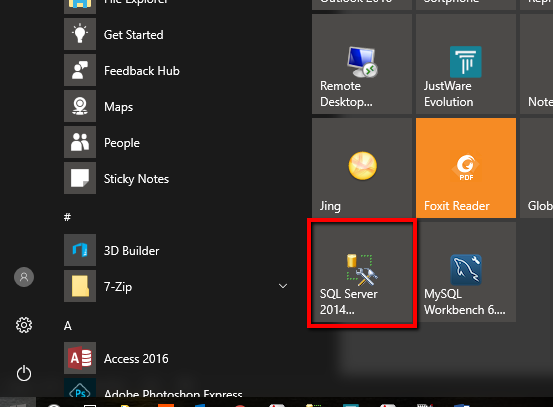 File Explorer
Get Started
Feedback Hub
Maps
People
Sticky Notes
#
3D Builder
7-Zip
A
Access 2016
Adobe Photoshop Express
Outlook 2016
Softphone
Remote
Desktop...
JustWare
Evolution
Note
Jing
PDF
Foxit Reader
Glob
SQL Server
2014...
MySQL
Workbench 6....